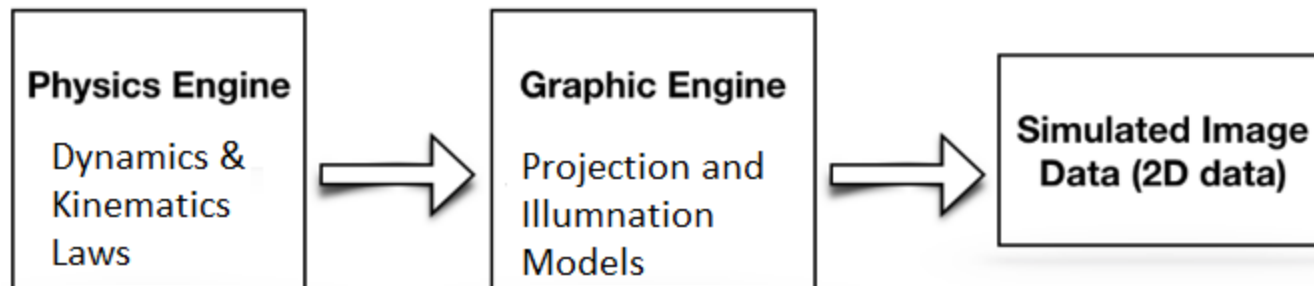 Physics Engine
Dynamics &
Kinematics
Laws
Graphic Engine
Projection and
Illumnation
Models
Simulated Image
Data (2D data)